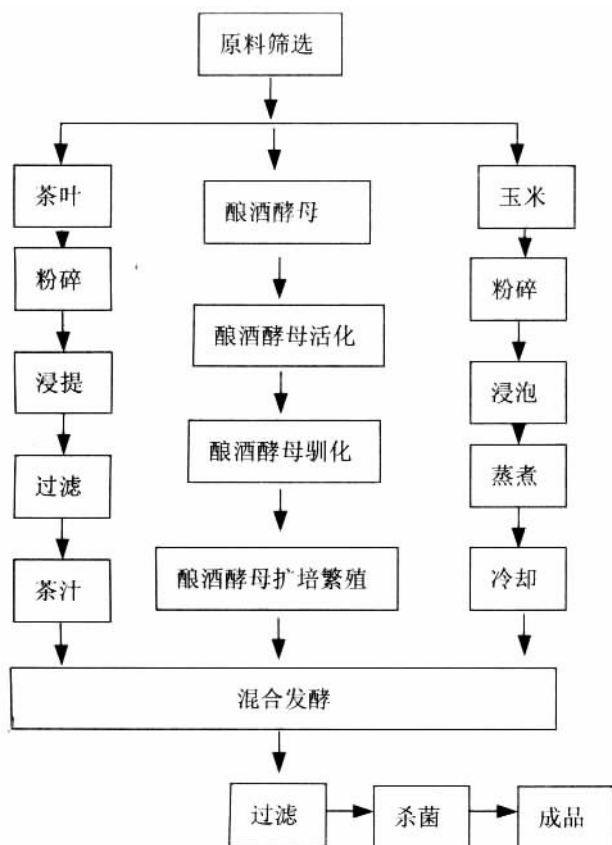 原料筛选
茶叶
酿酒酵母
玉米
粉碎
粉碎
酿酒酵母活化
浸提
浸泡
酿酒酵母驯化
过滤
蒸煮
酿酒酵母扩培繁殖
茶汁
冷却
混合发酵
过滤
杀菌
成品